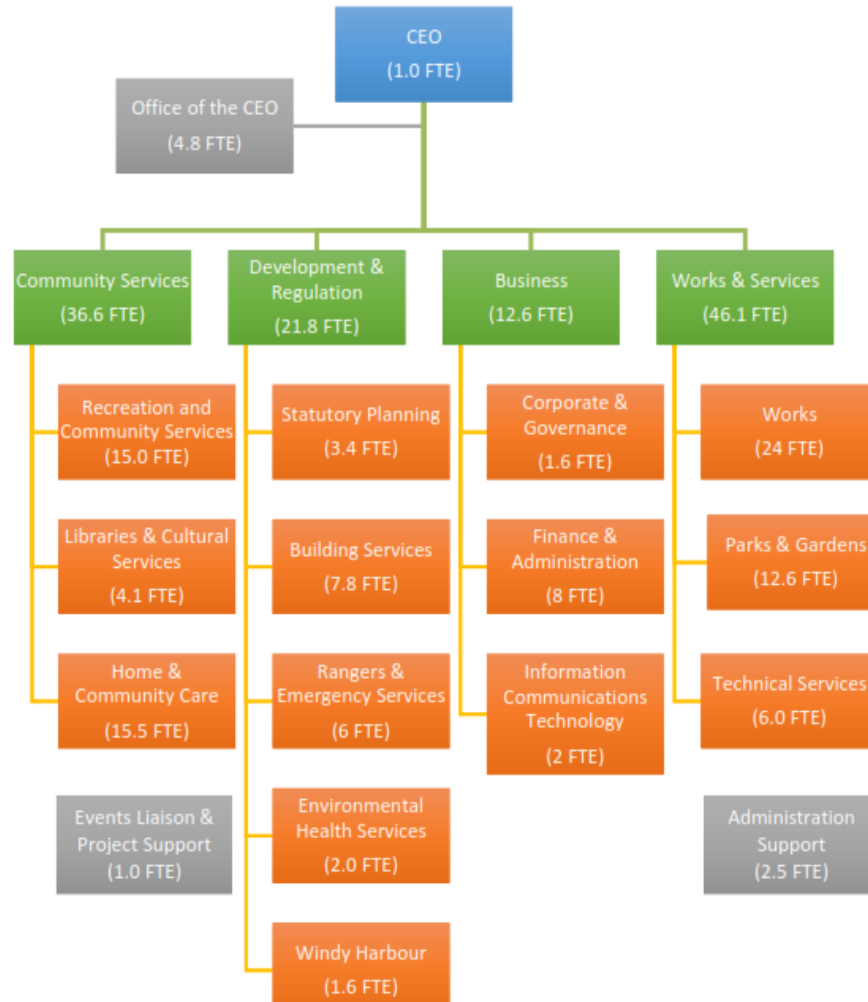 CEO
(1.0 FTE)
Office of the CEO
(4.8 FTE)
Community Services
(36.6 FTE)
Development &
Regulation
(21.8 FTE)
Business
(12.6 FTE)
Works & Services
(46.1 FTE)
Recreation and
Community Services
(15.0 FTE)
Statutory Planning
(3.4 FTE)
Corporate &
Governance
(1.6 FTE)
Works
(24 FTE)
Libraries & Cultural
Services
(4.1 FTE)
Building Services
(7.8 FTE)
Finance &
Administration
(8 FTE)
Parks & Gardens
(12.6 FTE)
Home &
Community Care
(15.5 FTE)
Rangers &
Emergency Services
(6 FTE)
Information
Communications
Technology
(2 FTE)
Technical Services
(6.0 FTE)
Events Liaison &
Project Support
(1.0 FTE)
Environmental
Health Services
(2.0 FTE)
Administration
Support
(2.5 FTE)
Windy Harbour
(1.6 FTE)